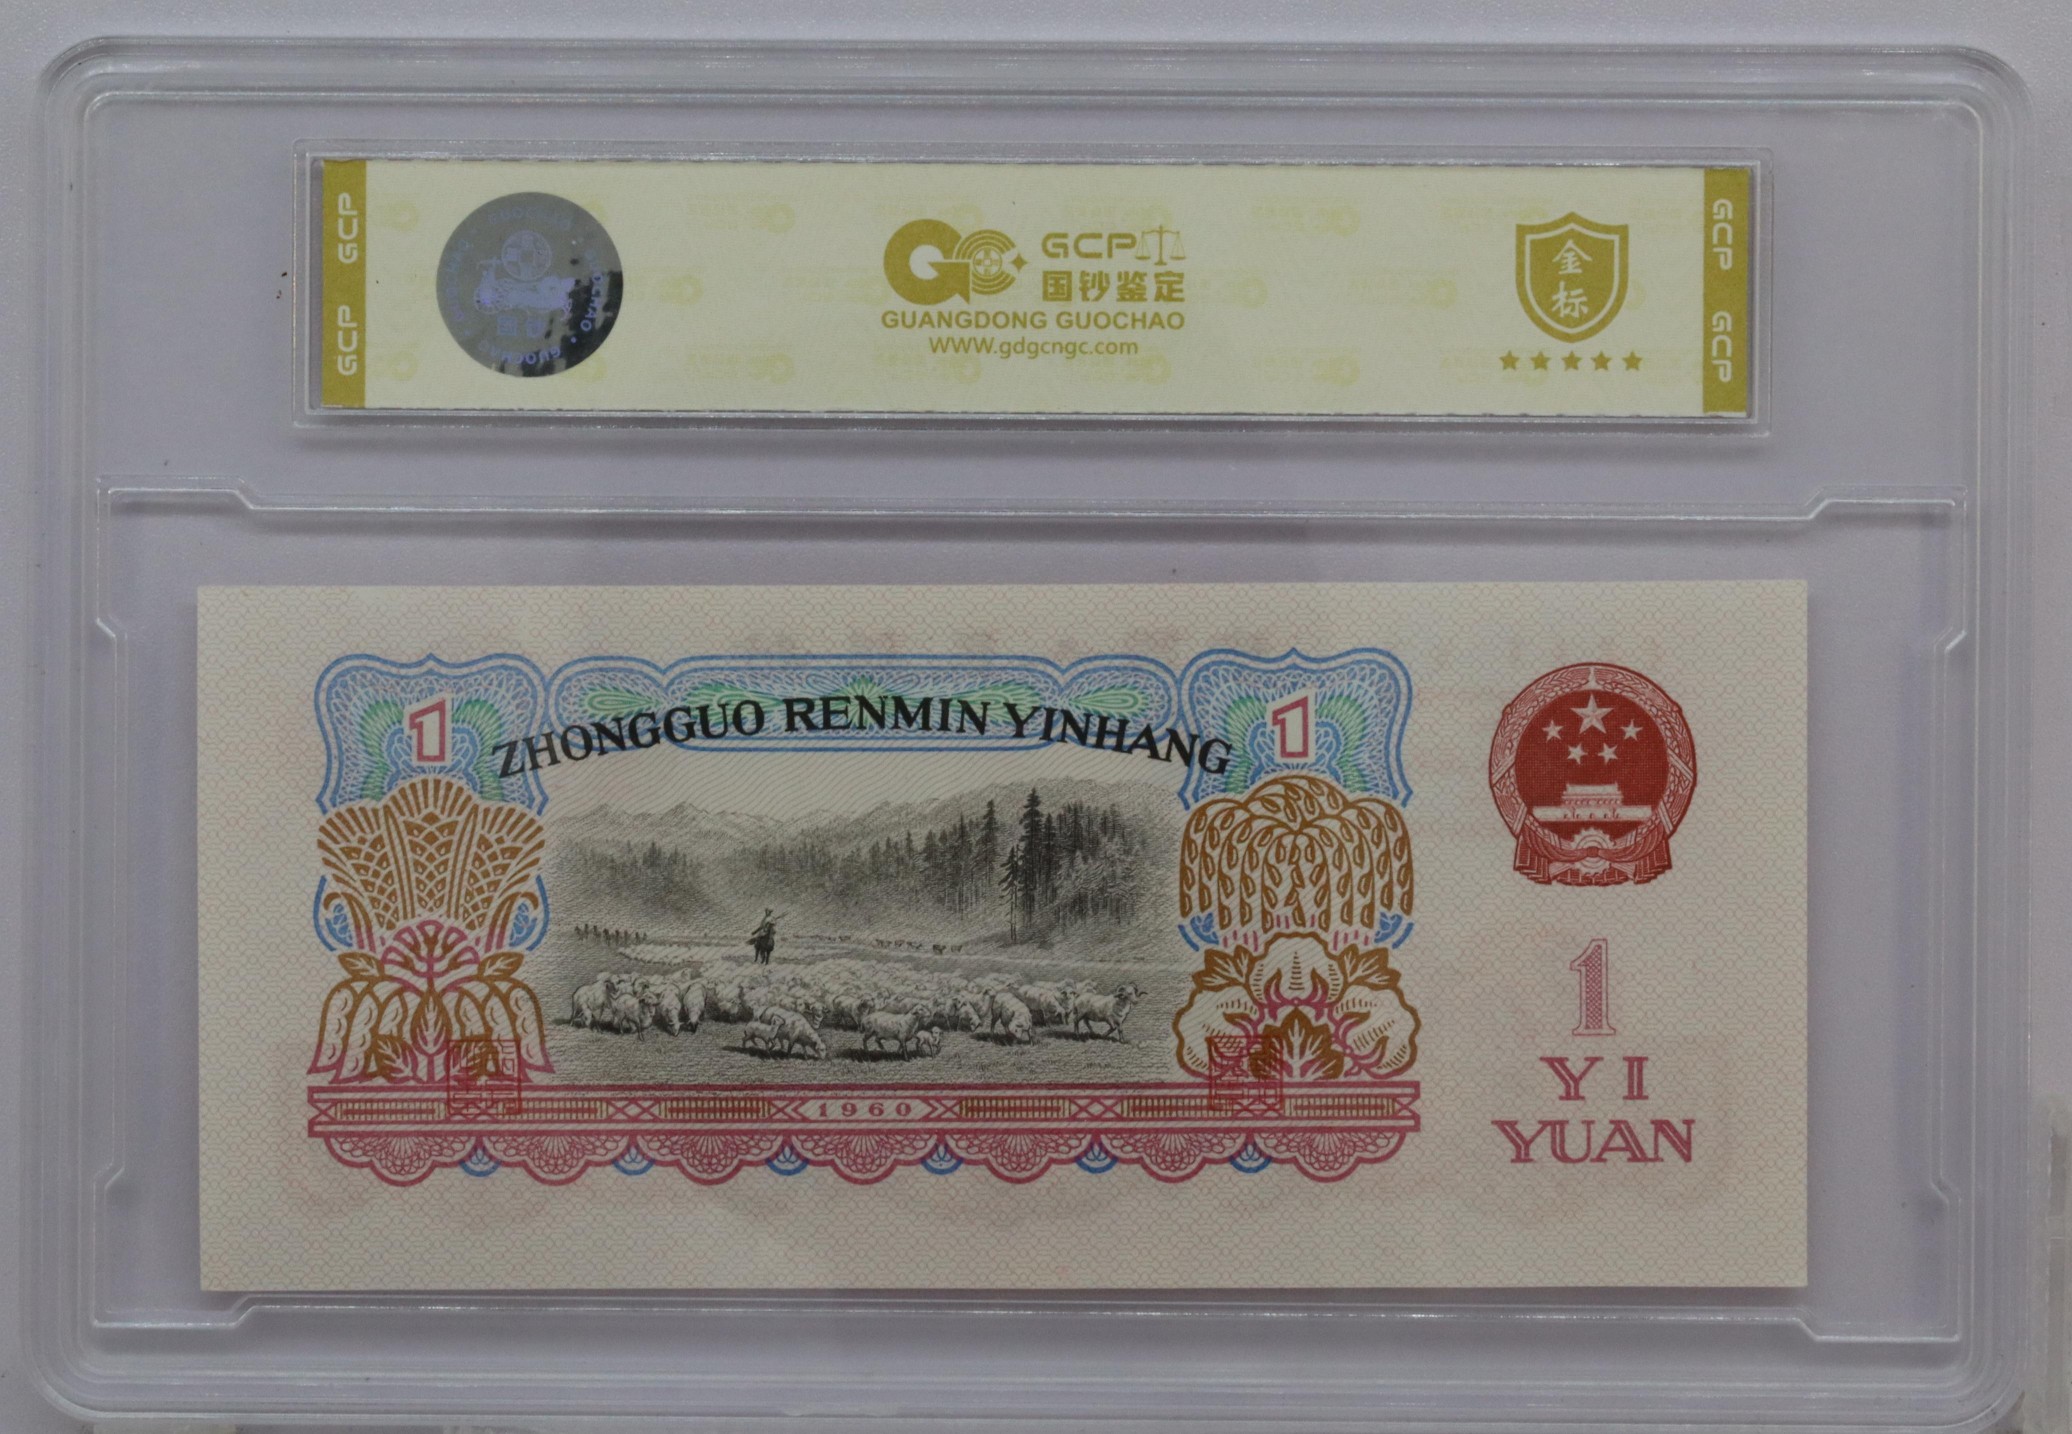 GCP GCP
GCP
国钞鉴定
GUANGDONG GUOCHAO
WWW.gdgcngc.com
金
标
GCP GCP
1
ZHONGGUO RENMIN YINHANG
1
1960
1
YI
YUAN